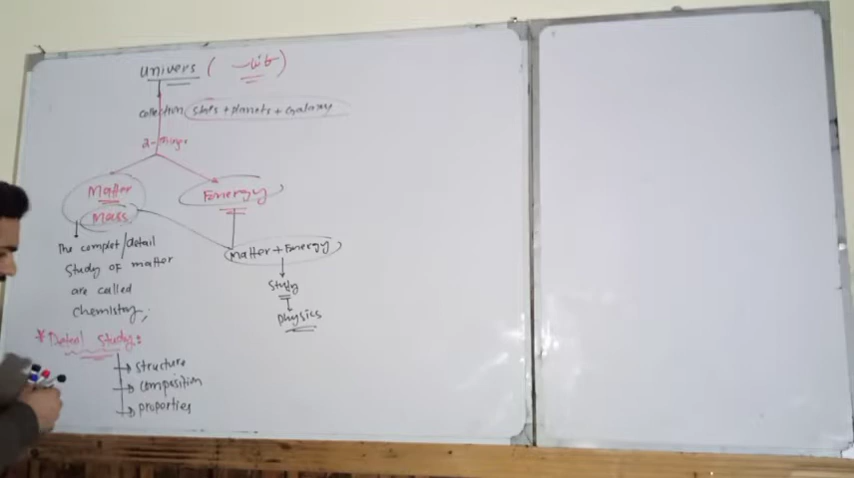 Univers (
collection stars + planets + Galaxy
2-things
Matter
Mass
Energy
The complet/detail
study of matter
are called
chemistry;
Matter + Energy
study
physics
* Detail study:
structure
composition
properties